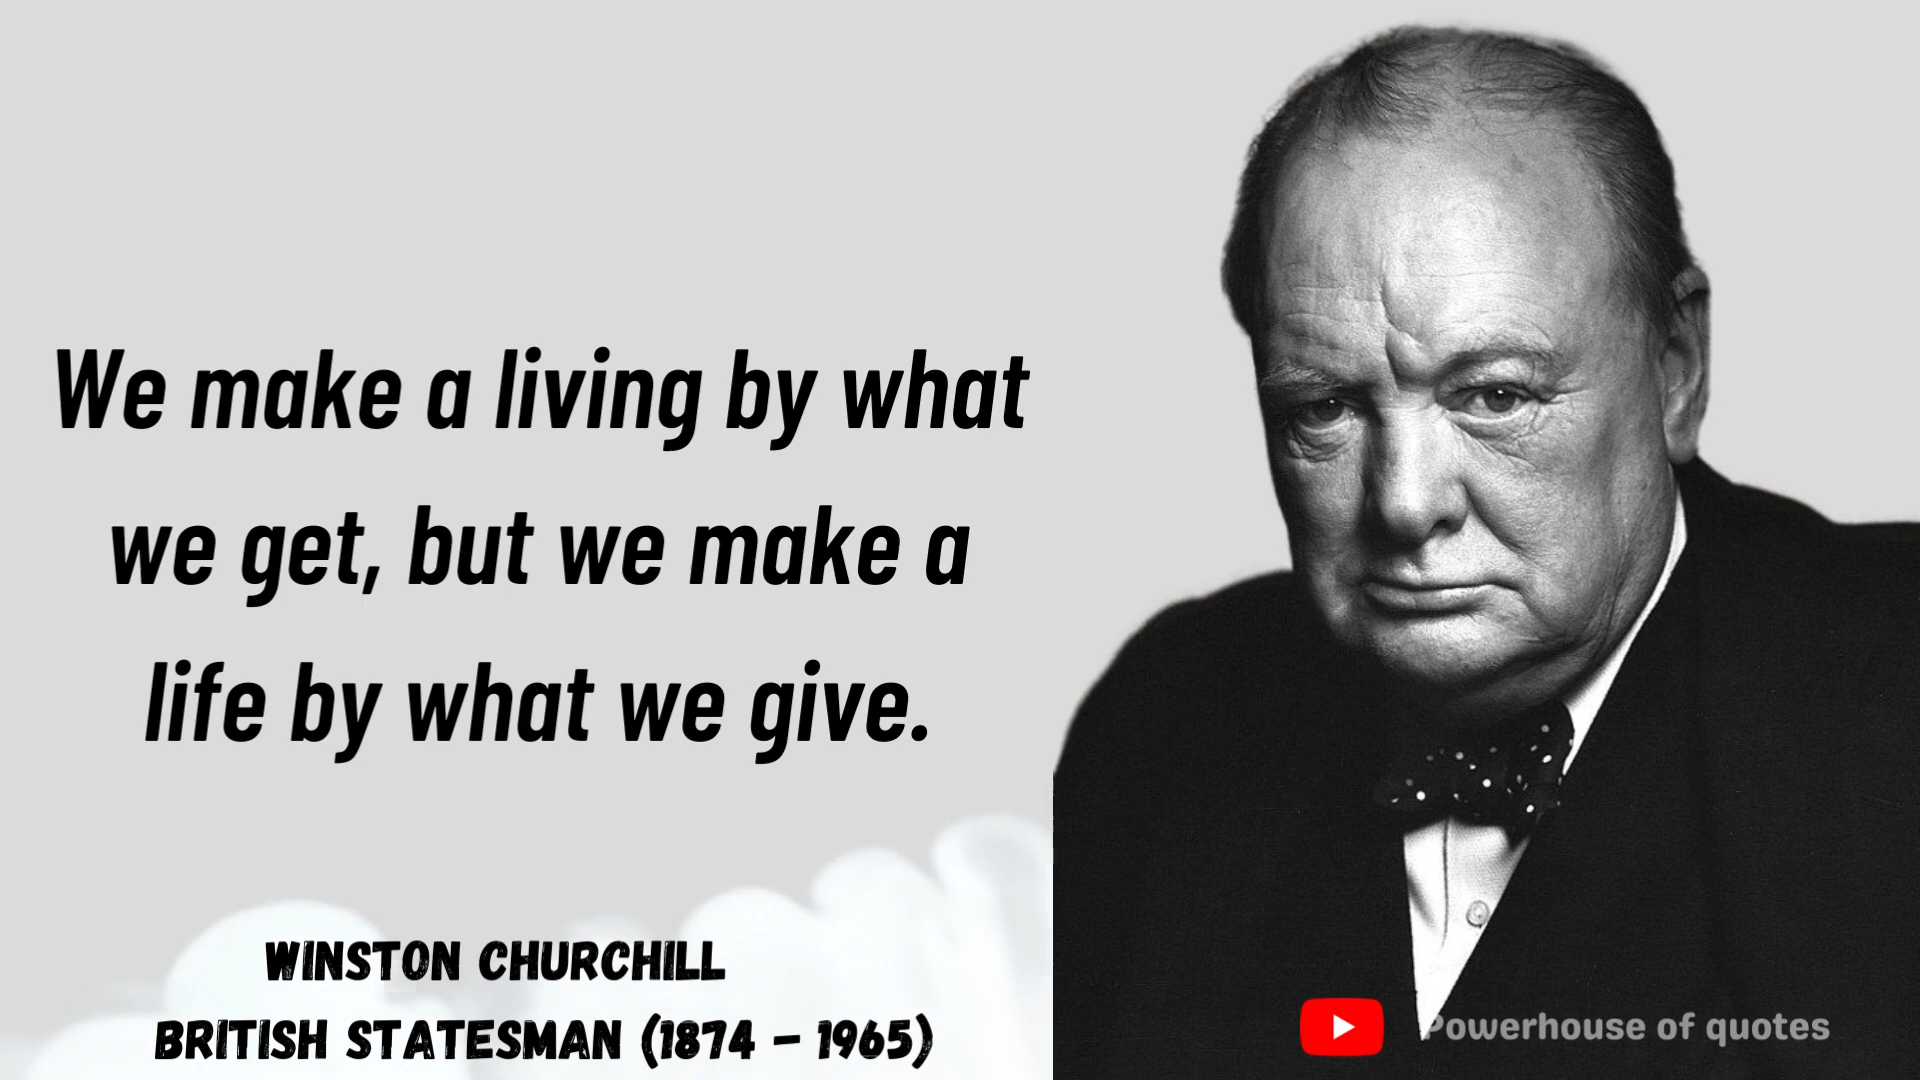 We make a living by what
we get, but we make a
life by what we give.
WINSTON CHURCHILL
BRITISH STATESMAN (1874 – 1965)
Powerhouse of quotes